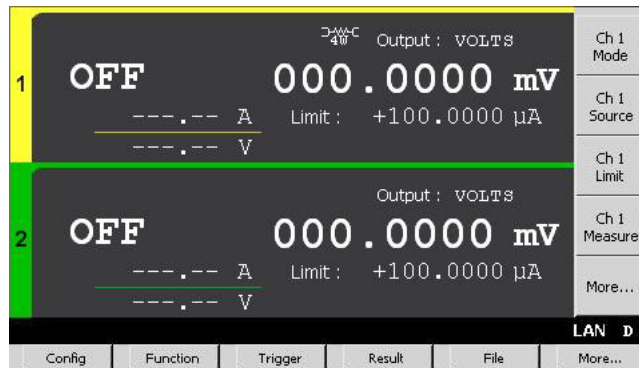 4W Output : VOLTS
1 OFF 000.0000 mV
---.-- A Limit : +100.0000 µA
---.-- V
Output : VOLTS
2 OFF 000.0000 mV
---.-- A Limit : +100.0000 µA
---.-- V
Ch 1
Mode
Ch 1
Source
Ch 1
Limit
Ch 1
Measure
More...
LAN D
Config Function Trigger Result File More...